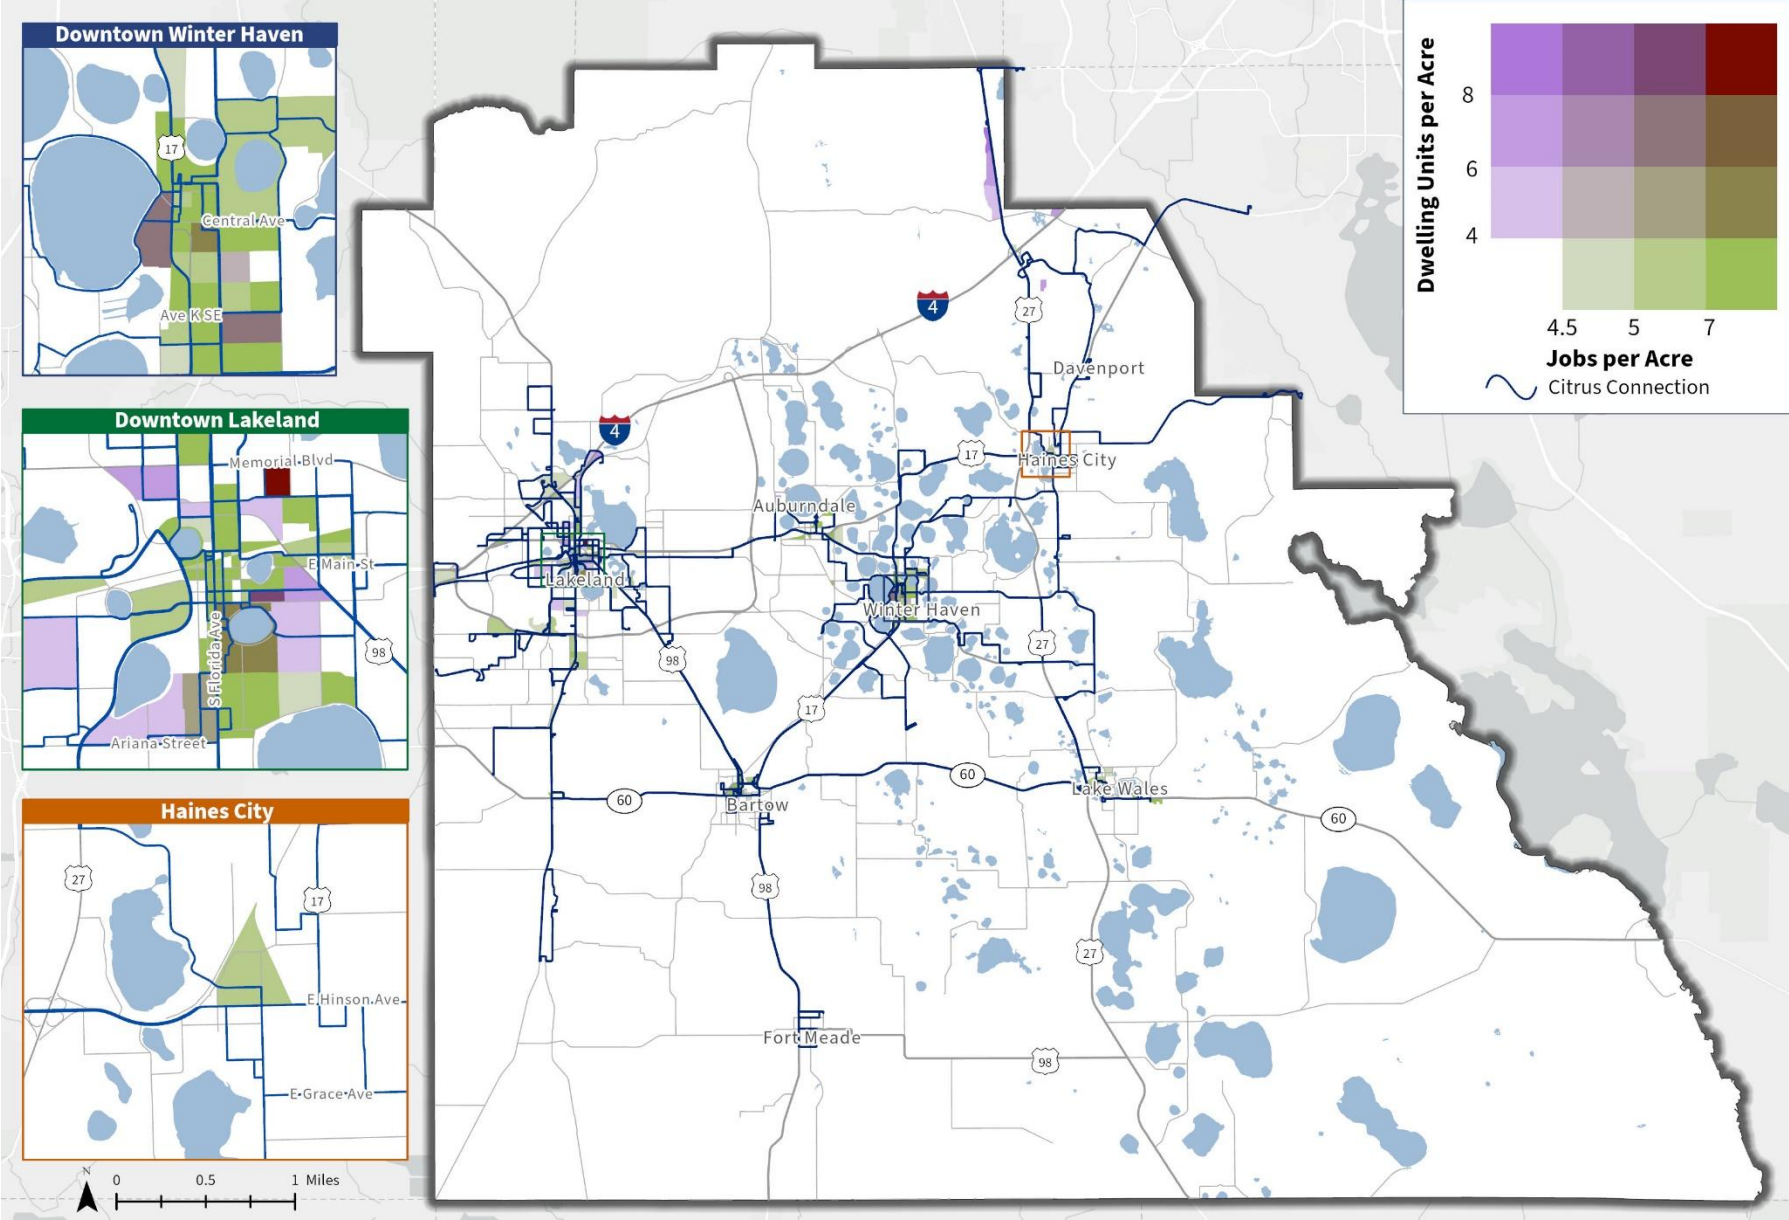 Downtown Winter Haven
17
Central Ave
Ave K SE
Downtown Lakeland
Memorial Blvd
E Main St
S Florida Ave
98
Ariana Street
Haines City
27
17
E Hinson Ave
E Grace Ave
N
0 0.5 1 Miles
Dwelling Units per Acre
8
6
4
4.5 5 7
Jobs per Acre
Citrus Connection
4
27
Davenport
4
17
Haines City
Auburndale
Lakeland
Winter Haven
98
27
17
60
60
Bartow
Lake Wales
60
98
27
Fort Meade
98